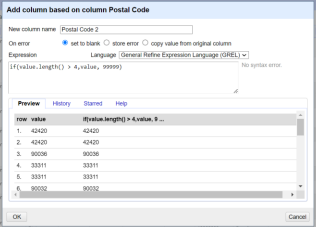 Add column based on column Postal Code
New column name Postal Code 2
On error set to blank store error copy value from original column
Expression Language General Refine Expression Language (GREL)
if(value.length() > 4,value, 99999)
No syntax error.
Preview History Starred Help
row value if(value.length() > 4,value, 9 ...
1. 42420 42420
2. 42420 42420
3. 90036 90036
4. 33311 33311
5. 33311 33311
6. 90032 90032
OK Cancel